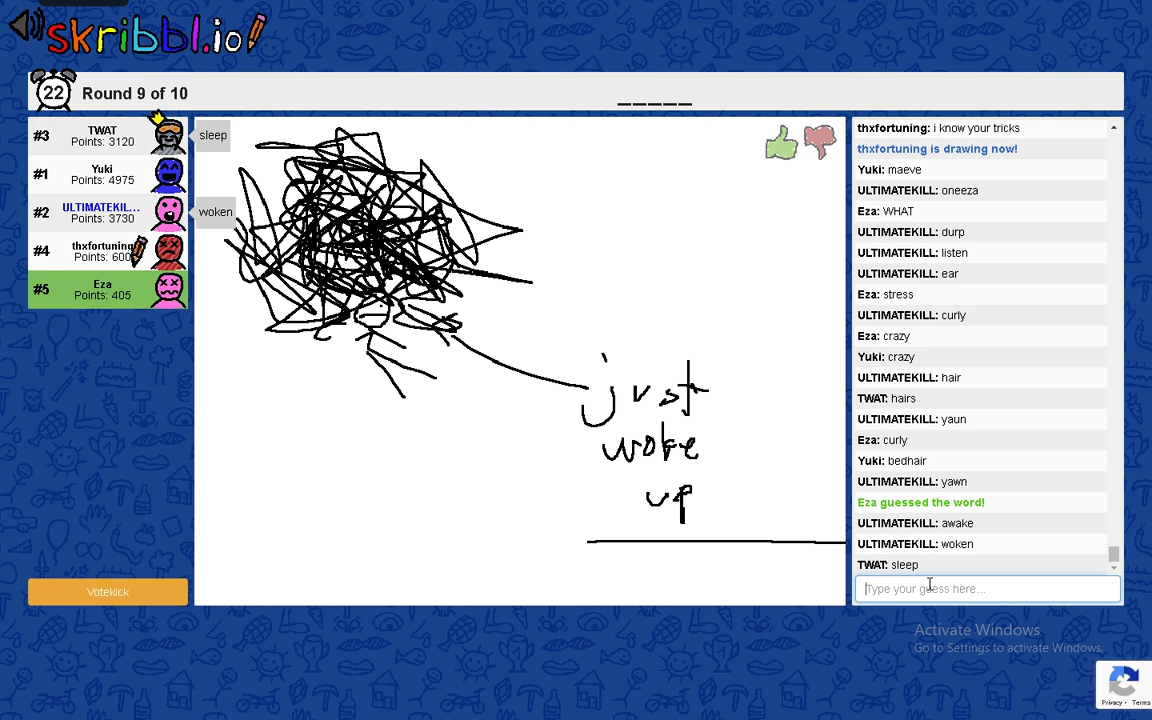 skribbl.io
22 Round 9 of 10 _____
#3 TWAT Points: 3120
sleep
#1 Yuki Points: 4975
#2 ULTIMATEKIL... Points: 3730
woken
#4 thxfortuning Points: 600
#5 Eza Points: 405
Votekick
just
woke
up
thxfortuning: i know your tricks
thxfortuning is drawing now!
Yuki: maeve
ULTIMATEKILL: oneeza
Eza: WHAT
ULTIMATEKILL: durp
ULTIMATEKILL: listen
ULTIMATEKILL: ear
Eza: stress
ULTIMATEKILL: curly
Eza: crazy
Yuki: crazy
ULTIMATEKILL: hair
TWAT: hairs
ULTIMATEKILL: yaun
Eza: curly
Yuki: bedhair
ULTIMATEKILL: yawn
Eza guessed the word!
ULTIMATEKILL: awake
ULTIMATEKILL: woken
TWAT: sleep
Type your guess here...
Activate Windows
Go to Settings to activate Windows.
Privacy - Terms